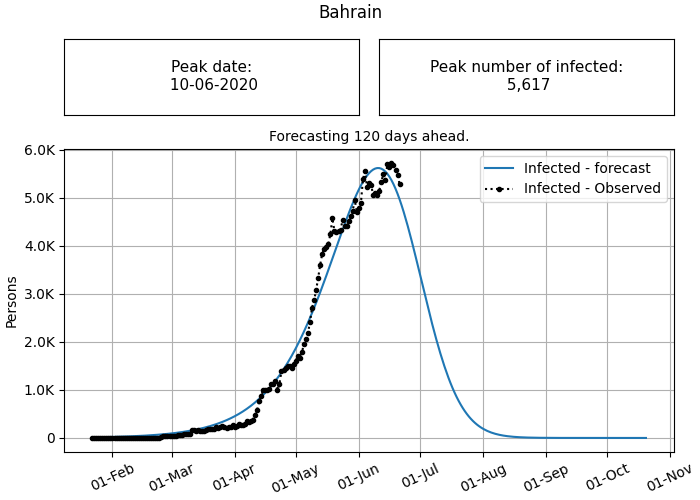 Bahrain
Peak date:
10-06-2020
Peak number of infected:
5,617
Forecasting 120 days ahead.
6.0K
5.0K
4.0K
3.0K
2.0K
1.0K
0
Persons
Infected - forecast
Infected - Observed
01-Feb
01-Mar
01-Apr
01-May
01-Jun
01-Jul
01-Aug
01-Sep
01-Oct
01-Nov